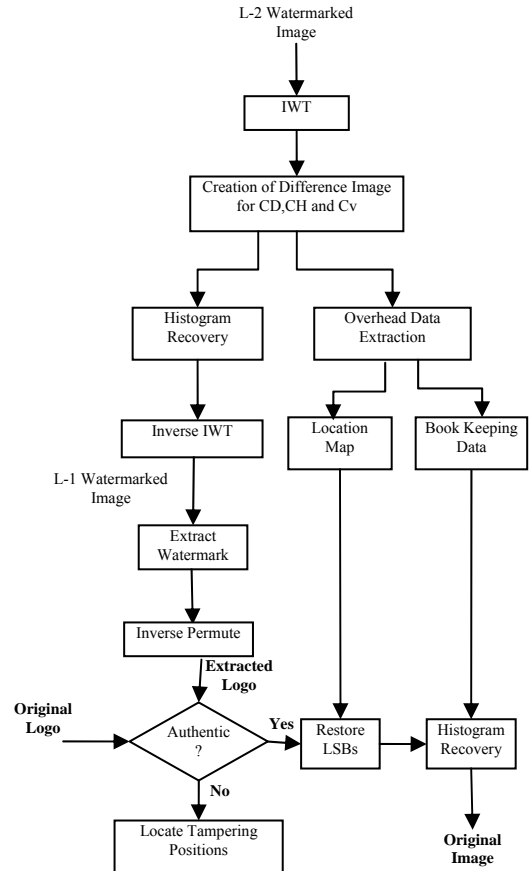 L-2 Watermarked
Image
IWT
Creation of Difference Image
for CD,CH and Cv
Histogram
Recovery
Overhead Data
Extraction
Inverse IWT
Location
Map
Book Keeping
Data
L-1 Watermarked
Image
Extract
Watermark
Inverse Permute
Extracted
Logo
Original
Logo
Authentic
?
Yes
Restore
LSBs
Histogram
Recovery
No
Locate Tampering
Positions
Original
Image